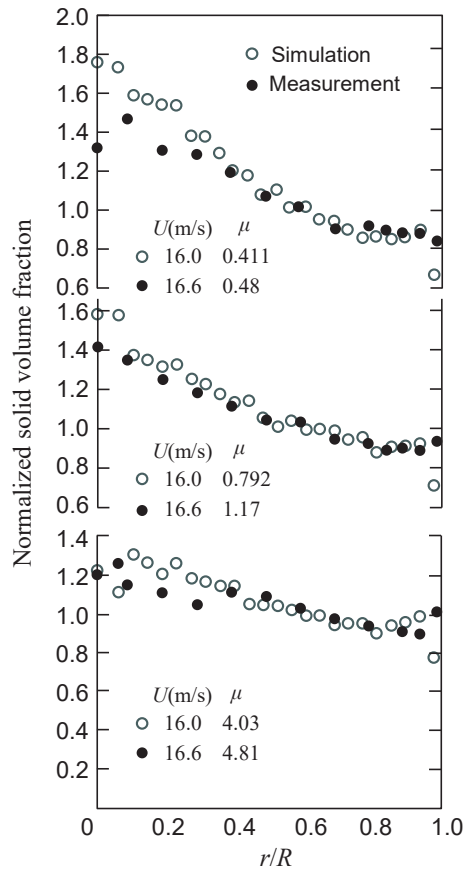 2.0
○ Simulation
● Measurement
1.8
1.6
1.4
1.2
1.0
0.8
0.6
U(m/s) μ
○ 16.0 0.411
● 16.6 0.48
1.6
1.4
1.2
1.0
0.8
0.6
U(m/s) μ
○ 16.0 0.792
● 16.6 1.17
1.4
1.2
1.0
0.8
0.6
0.4
0.2
U(m/s) μ
○ 16.0 4.03
● 16.6 4.81
Normalized solid volume fraction
0 0.2 0.4 0.6 0.8 1.0
r/R